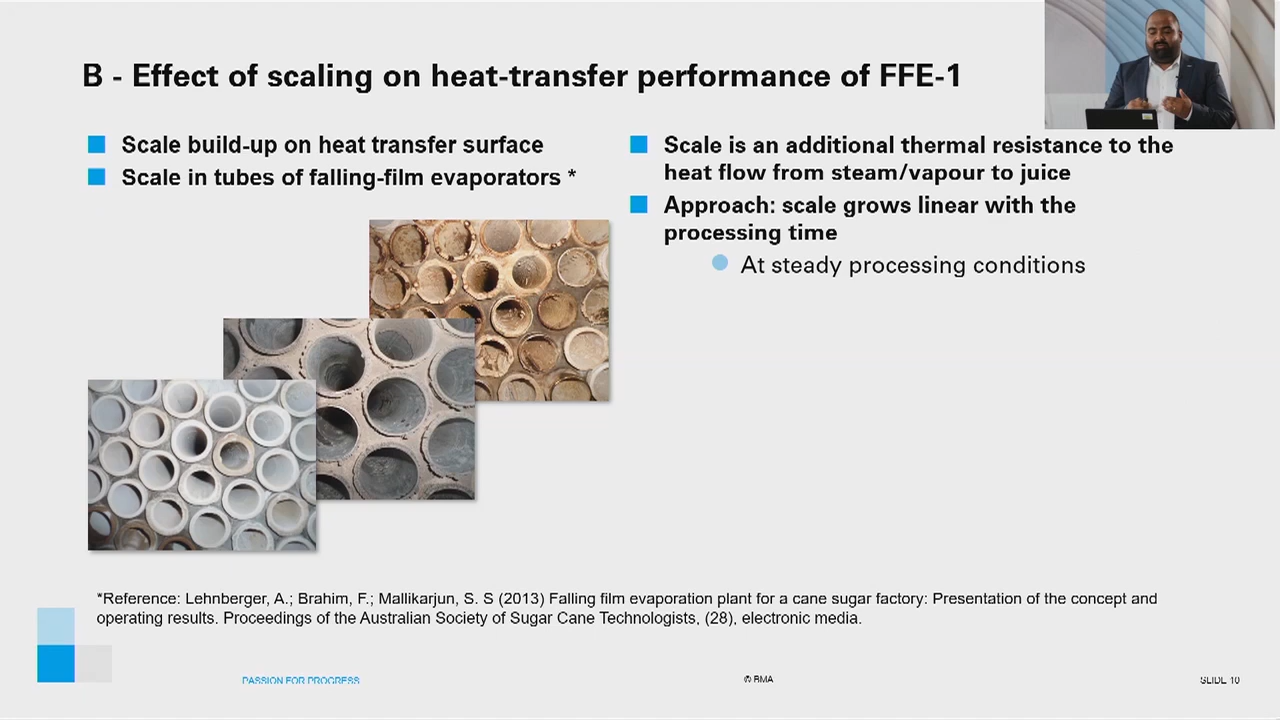 B - Effect of scaling on heat-transfer performance of FFE-1
Scale build-up on heat transfer surface
Scale in tubes of falling-film evaporators *
Scale is an additional thermal resistance to the
heat flow from steam/vapour to juice
Approach: scale grows linear with the
processing time
At steady processing conditions
*Reference: Lehnberger, A.; Brahim, F.; Mallikarjun, S. S (2013) Falling film evaporation plant for a cane sugar factory: Presentation of the concept and
operating results. Proceedings of the Australian Society of Sugar Cane Technologists, (28), electronic media.
PASSION FOR PROGRESS
© BMA
SLIDE 10